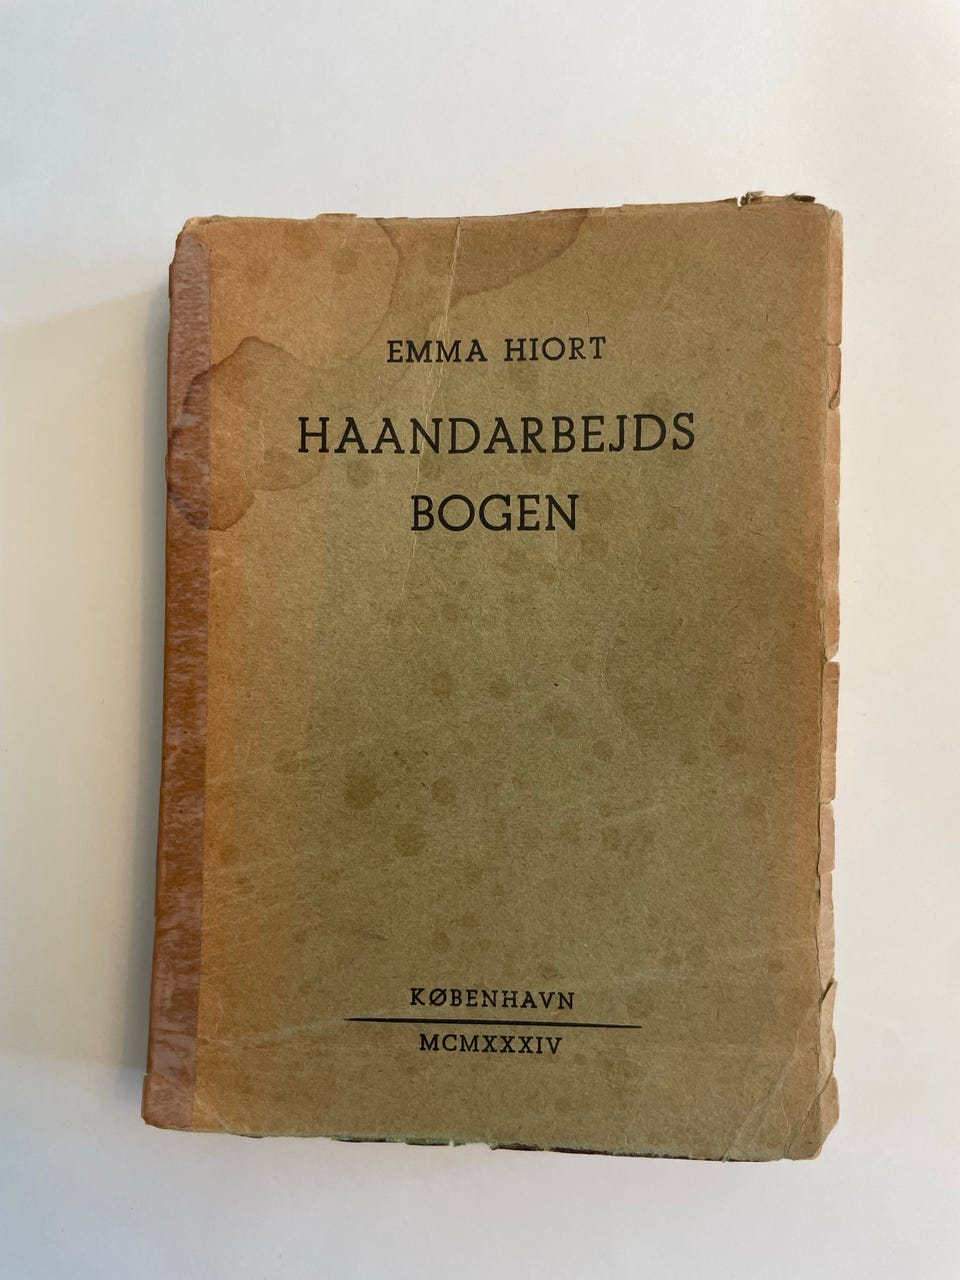 EMMA HIORT
HAANDARBEJDS
BOGEN
KØBENHAVN
MCMXXXIV